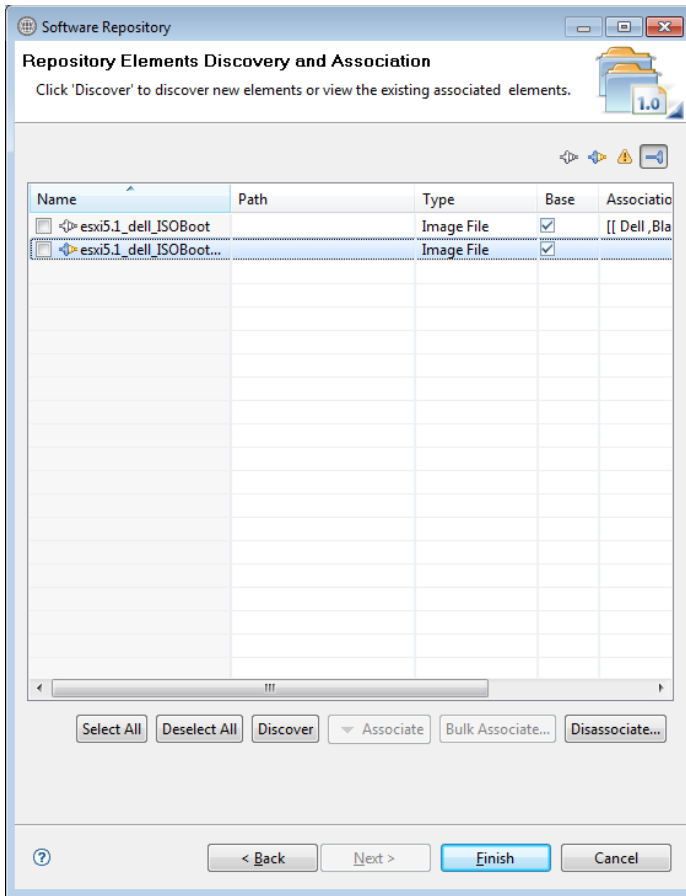 Software Repository
Repository Elements Discovery and Association
Click 'Discover' to discover new elements or view the existing associated elements.
1.0
Name Path Type Base Associatio
esxi5.1_dell_ISOBoot Image File [[ Dell ,Bla
esxi5.1_dell_ISOBoot... Image File
Select All Deselect All Discover Associate Bulk Associate... Disassociate...
? < Back Next > Finish Cancel